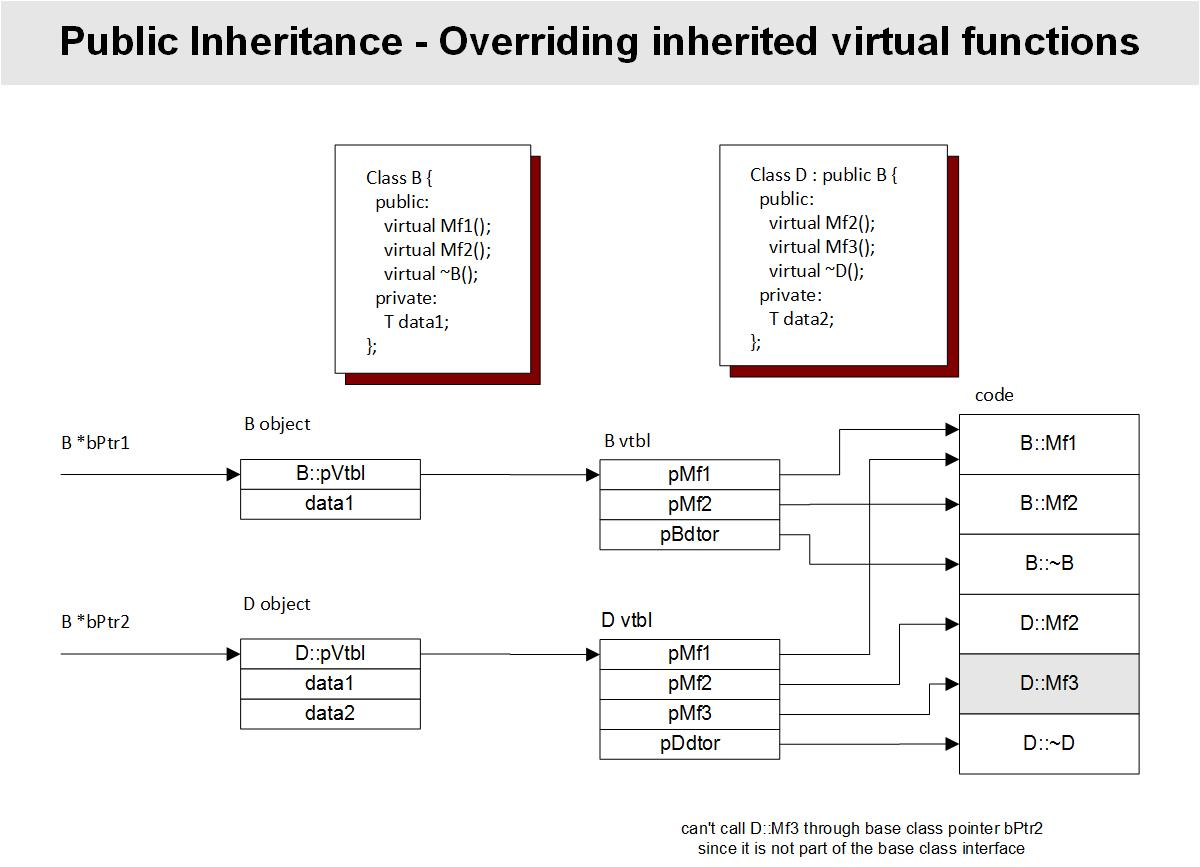 Public Inheritance - Overriding inherited virtual functions
Class B {
public:
virtual Mf1();
virtual Mf2();
virtual ~B();
private:
T data1;
};
Class D : public B {
public:
virtual Mf2();
virtual Mf3();
virtual ~D();
private:
T data2;
};
code
B *bPtr1
B object
B::pVtbl
data1
B vtbl
pMf1
pMf2
pBdtor
B::Mf1
B::Mf2
B::~B
B *bPtr2
D object
D::pVtbl
data1
data2
D vtbl
pMf1
pMf2
pMf3
pDdtor
D::Mf2
D::Mf3
D::~D
can't call D::Mf3 through base class pointer bPtr2
since it is not part of the base class interface